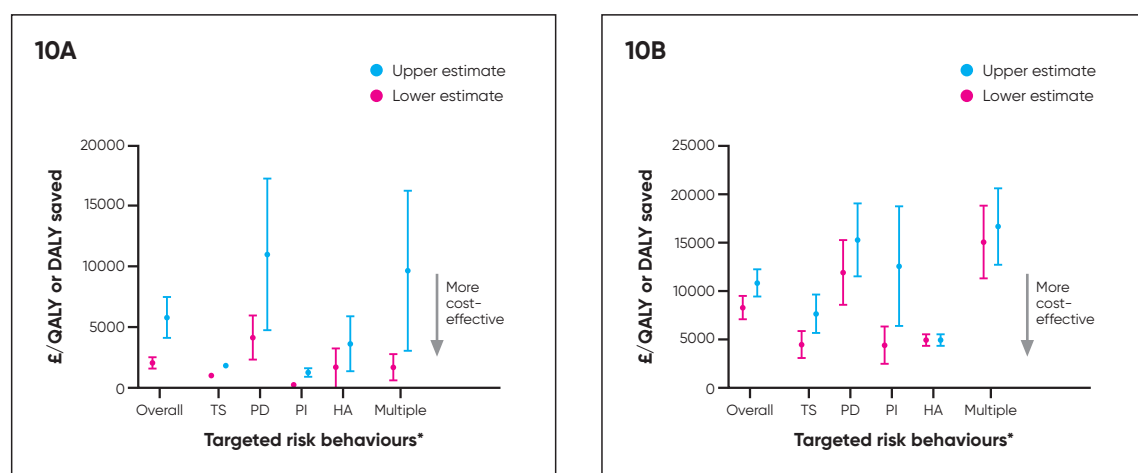 10A
Upper estimate
Lower estimate
£/QALY or DALY saved
20000
15000
10000
5000
0
More
cost-
effective
Overall TS PD PI HA Multiple
Targeted risk behaviours*
10B
Upper estimate
Lower estimate
£/QALY or DALY saved
25000
20000
15000
10000
5000
0
More
cost-
effective
Overall TS PD PI HA Multiple
Targeted risk behaviours*